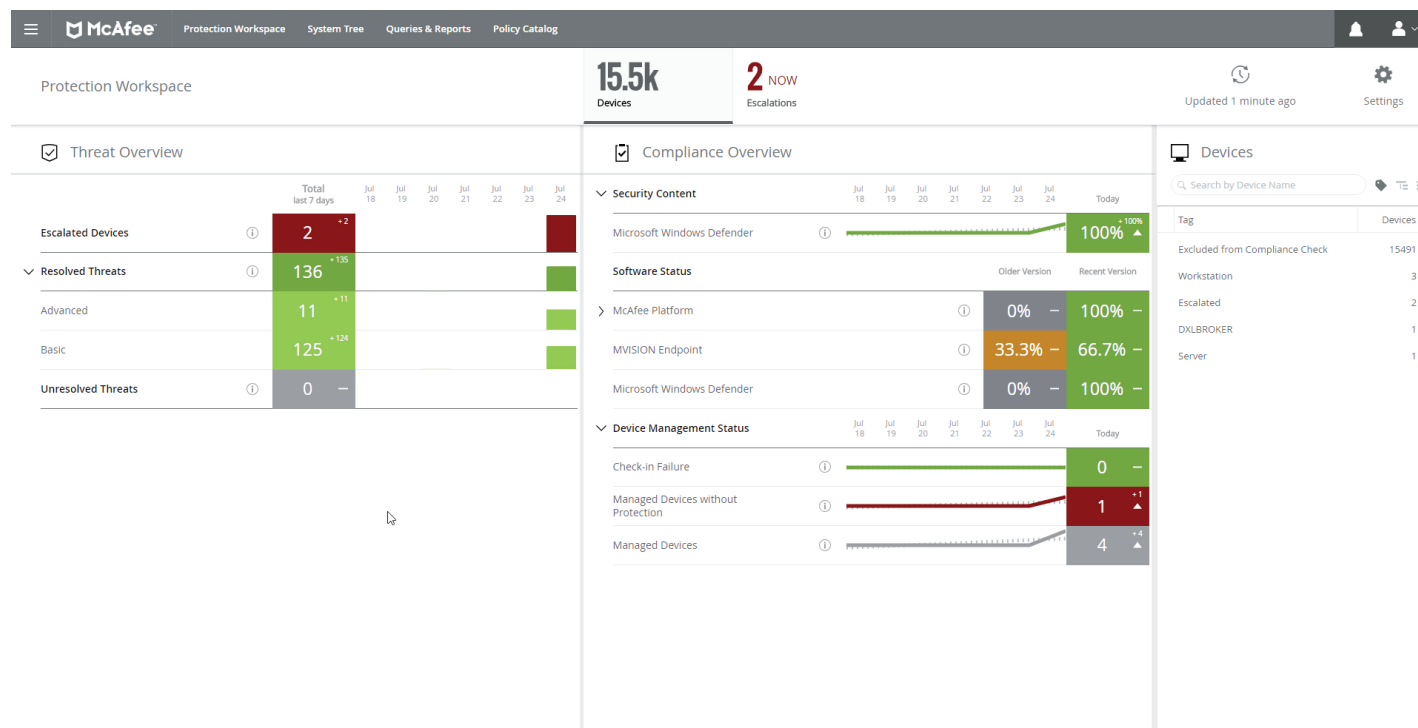 McAfee
Protection Workspace
System Tree
Queries & Reports
Policy Catalog
Protection Workspace
15.5k
Devices
2 NOW
Escalations
Updated 1 minute ago
Settings
Threat Overview
Total
last 7 days
Jul 18
Jul 19
Jul 20
Jul 21
Jul 22
Jul 23
Jul 24
Escalated Devices
2
+ 2
Resolved Threats
136
+ 135
Advanced
11
+ 11
Basic
125
+ 124
Unresolved Threats
0
Compliance Overview
Security Content
Jul 18
Jul 19
Jul 20
Jul 21
Jul 22
Jul 23
Jul 24
Today
Microsoft Windows Defender
100%
+ 100%
Software Status
Older Version
Recent Version
McAfee Platform
0%
100%
MVISION Endpoint
33.3%
66.7%
Microsoft Windows Defender
0%
100%
Device Management Status
Jul 18
Jul 19
Jul 20
Jul 21
Jul 22
Jul 23
Jul 24
Today
Check-in Failure
0
Managed Devices without
Protection
1
+ 1
Managed Devices
4
+ 4
Devices
Search by Device Name
Tag
Devices
Excluded from Compliance Check
15491
Workstation
3
Escalated
2
DXLBROKER
1
Server
1